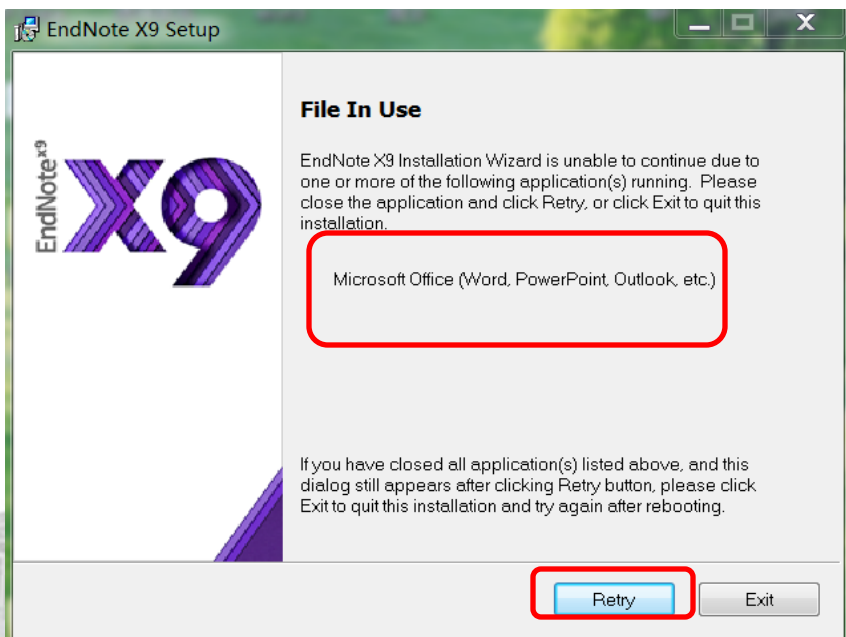 EndNote X9 Setup
X
EndNote x9
X9
File In Use
EndNote X9 Installation Wizard is unable to continue due to
one or more of the following application(s) running. Please
close the application and click Retry, or click Exit to quit this
installation.
Microsoft Office (Word, PowerPoint, Outlook, etc.)
If you have closed all application(s) listed above, and this
dialog still appears after clicking Retry button, please click
Exit to quit this installation and try again after rebooting.
Retry
Exit